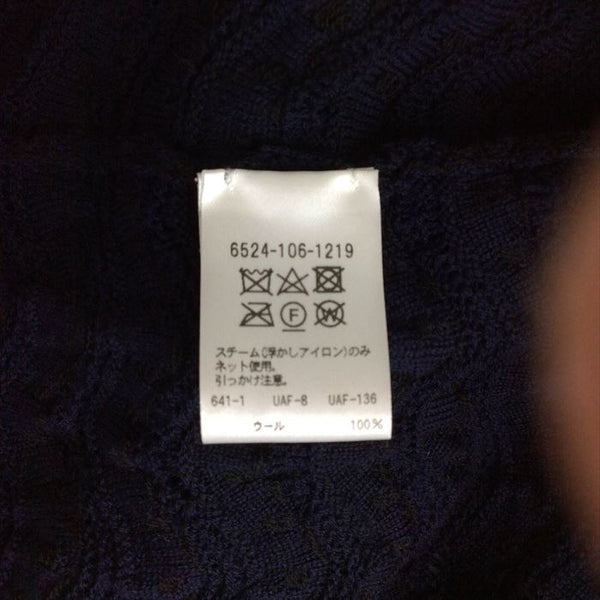 6524-106-1219
F W
スチーム(浮かしアイロン)のみ
ネット使用。
引っかけ注意。
641-1 UAF-8 UAF-136
ウール 100%